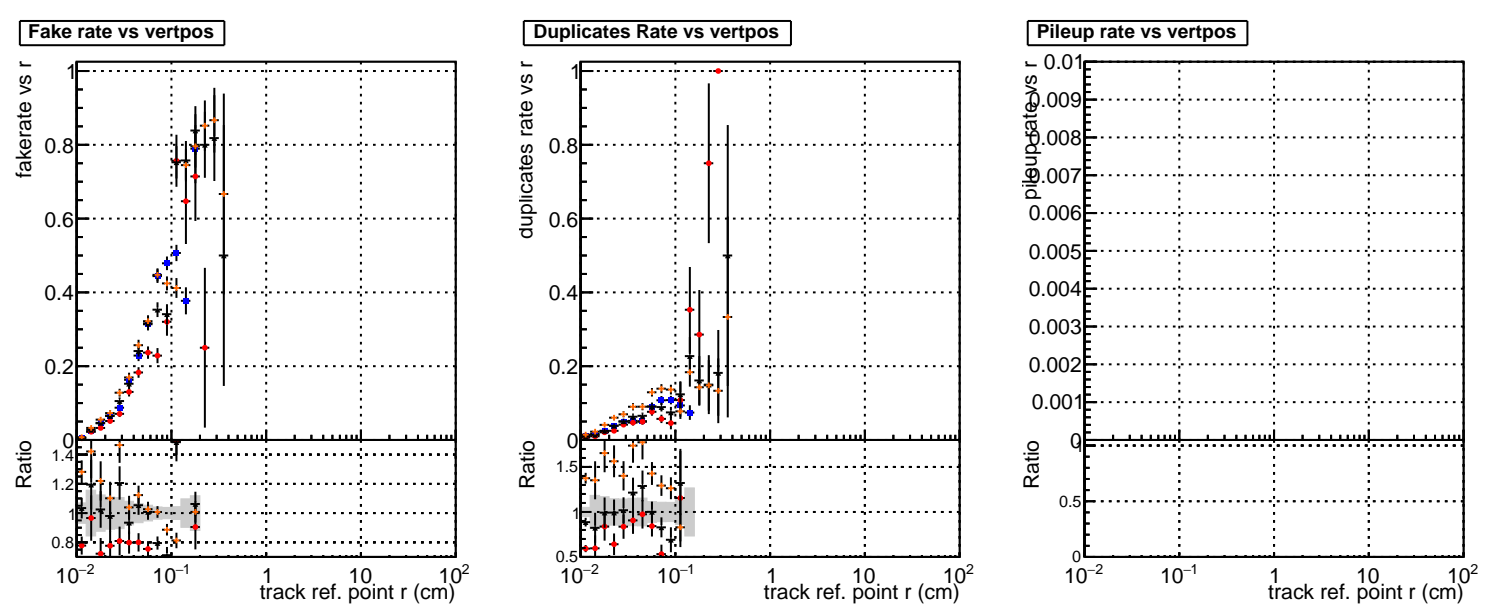 Fake rate vs vertpos
fakerate vs r
1
0.8
0.6
0.4
0.2
0
Ratio
1.4
1.2
1
0.8
10−2 10−1 1 10 102
track ref. point r (cm)
Duplicates Rate vs vertpos
duplicates rate vs r
1
0.8
0.6
0.4
0.2
0
Ratio
1.5
1
0.5
10−2 10−1 1 10 102
track ref. point r (cm)
Pileup rate vs vertpos
pileup rate vs r
0.01
0.009
0.008
0.007
0.006
0.005
0.004
0.003
0.002
0.001
0
Ratio
1
0.5
0
10−2 10−1 1 10 102
track ref. point r (cm)